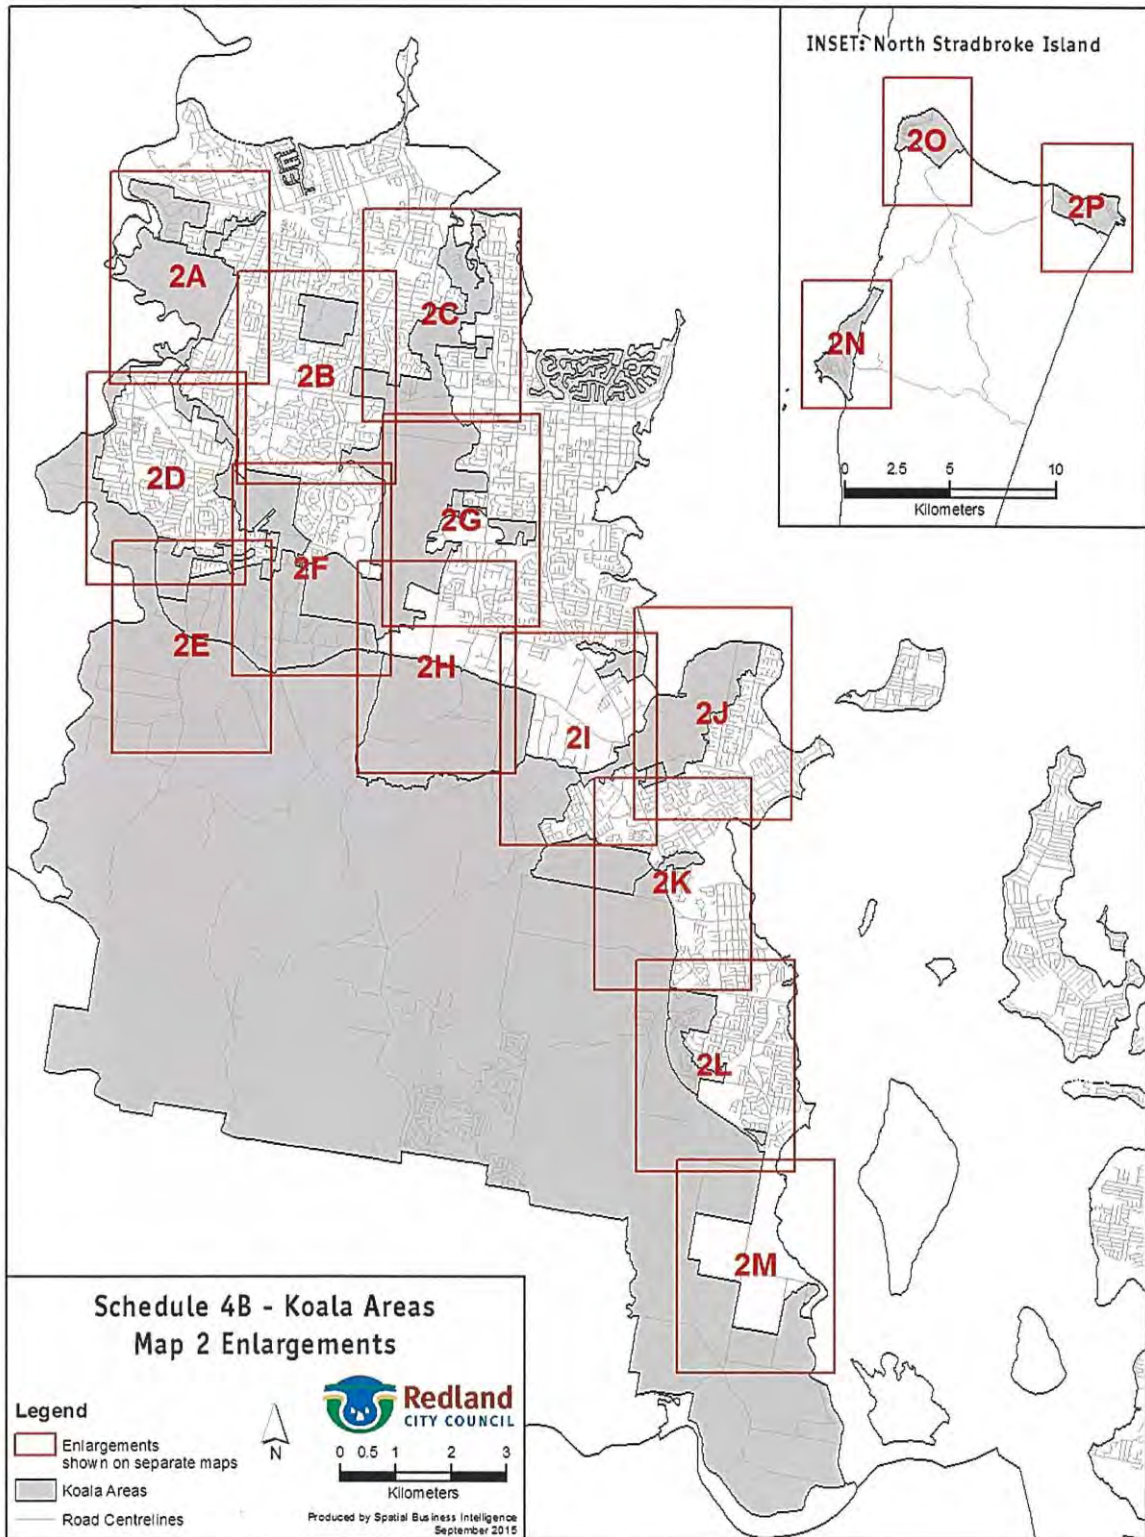 INSET: North Stradbroke Island
2O
2P
2N
0 2.5 5 10
Kilometers
2A
2C
2B
2D
2G
2F
2E
2H
2J
2I
2K
2L
2M
Schedule 4B - Koala Areas
Map 2 Enlargements
Legend
Enlargements
shown on separate maps
Koala Areas
Road Centrelines
N
Redland
CITY COUNCIL
0 0.5 1 2 3
Kilometers
Produced by Spatial Business Intelligence
September 2015